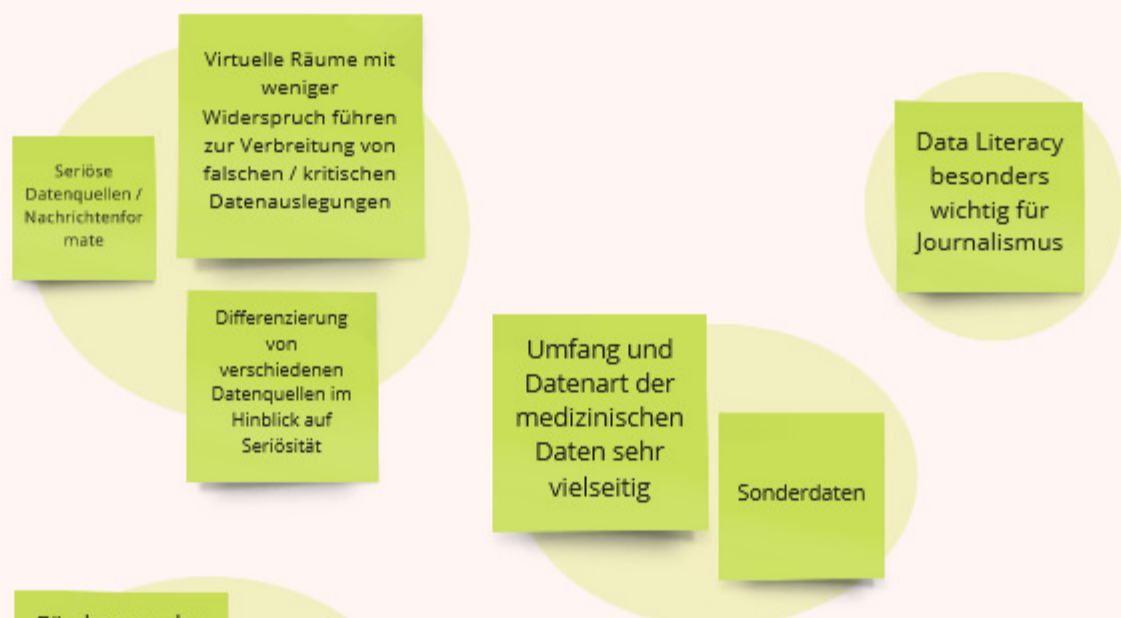 Virtuelle Räume mit
weniger
Widerspruch führen
zur Verbreitung von
falschen / kritischen
Datenauslegungen
Seriöse
Datenquellen /
Nachrichtenfor
mate
Differenzierung
von
verschiedenen
Datenquellen im
Hinblick auf
Seriösität
Data Literacy
besonders
wichtig für
Journalismus
Umfang und
Datenart der
medizinischen
Daten sehr
vielseitig
Sonderdaten